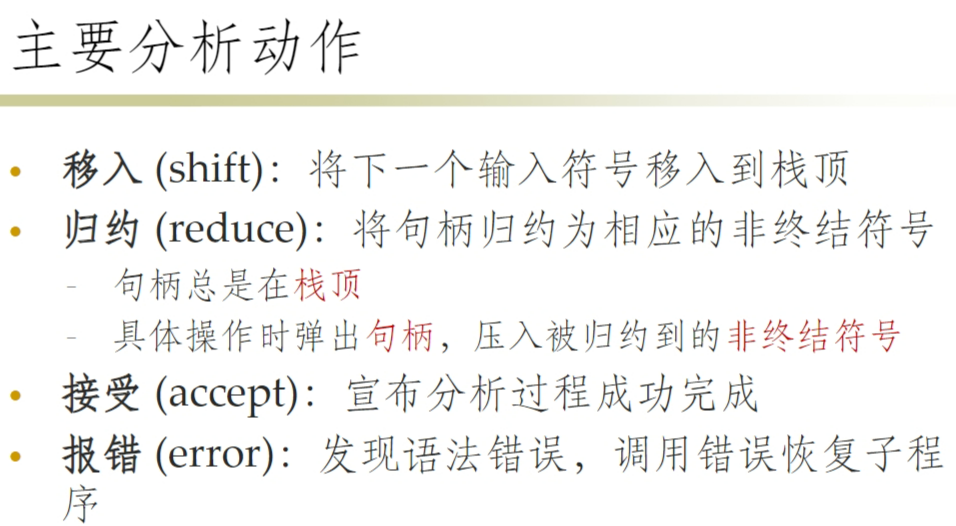 主要分析动作
• 移入 (shift)：将下一个输入符号移入到栈顶
• 归约 (reduce)：将句柄归约为相应的非终结符号
- 句柄总是在栈顶
- 具体操作时弹出句柄，压入被归约到的非终结符号
• 接受 (accept)：宣布分析过程成功完成
• 报错 (error)：发现语法错误，调用错误恢复子程
序